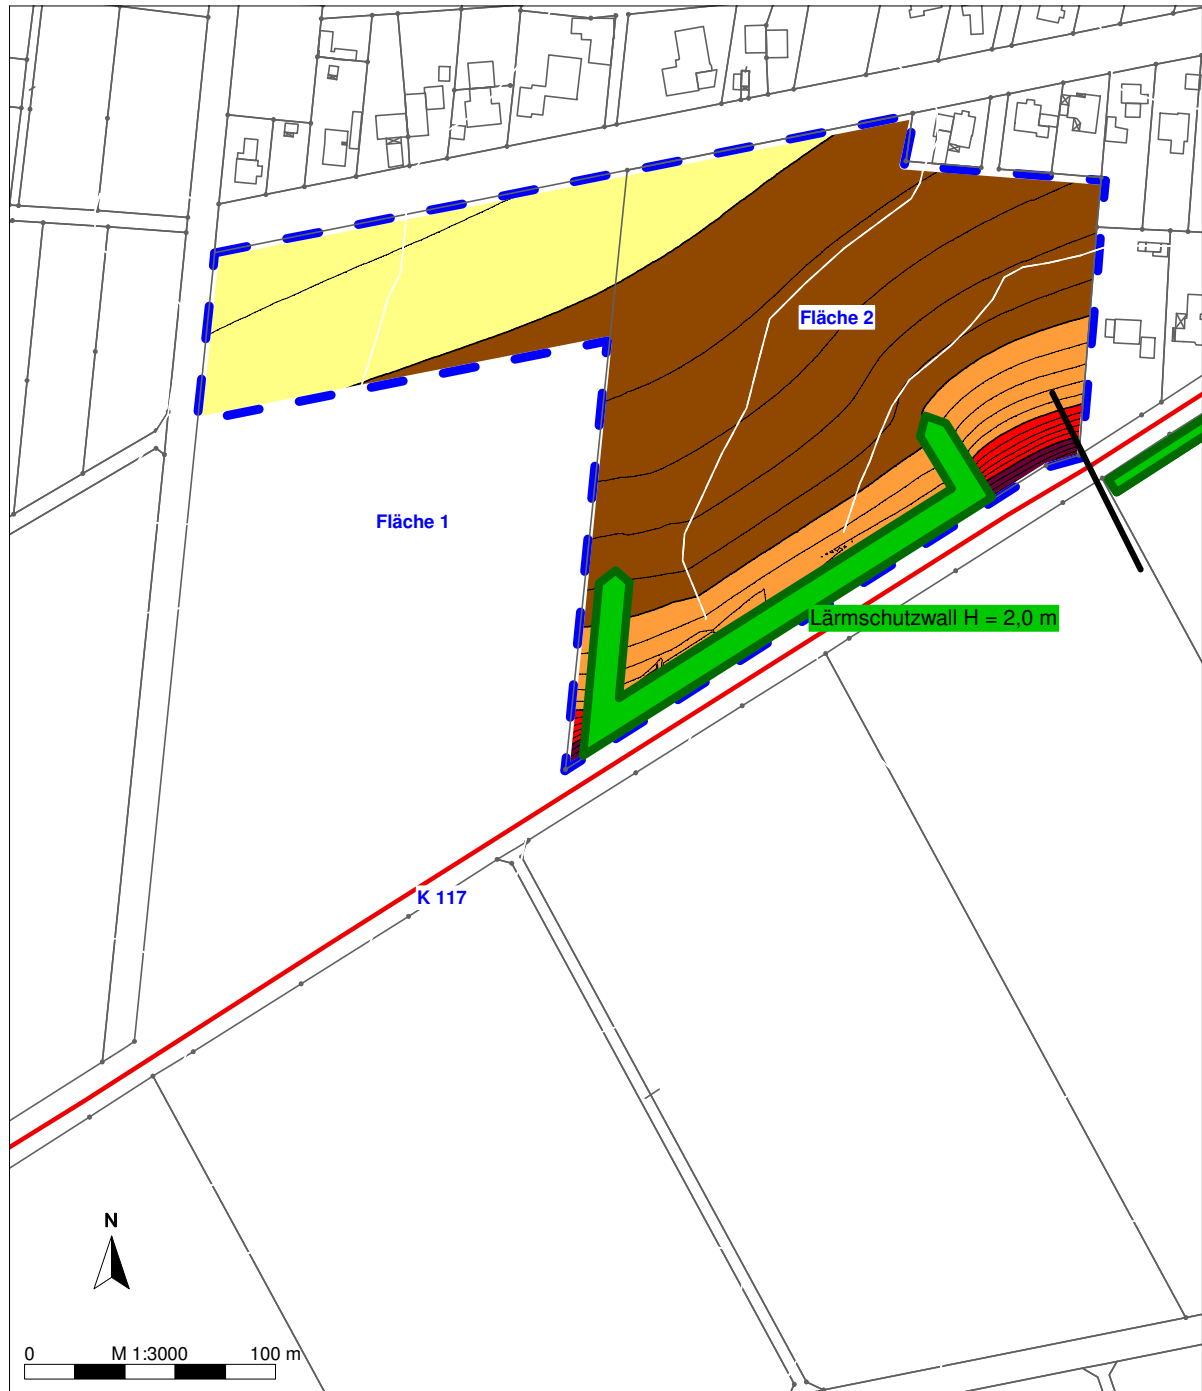 Fläche 2
Fläche 1
Lärmschutzwall H = 2,0 m
K 117
N
0 M 1:3000 100 m